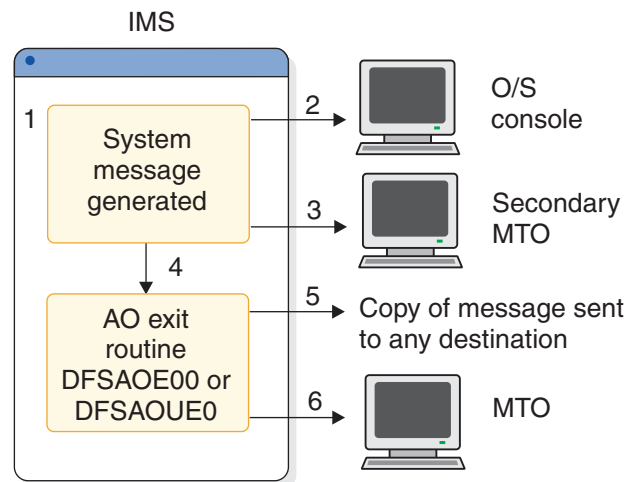 IMS
1
System
message
generated
2
O/S
console
3
Secondary
MTO
4
AO exit
routine
DFSAOE00 or
DFSAOUE0
5
Copy of message sent
to any destination
6
MTO